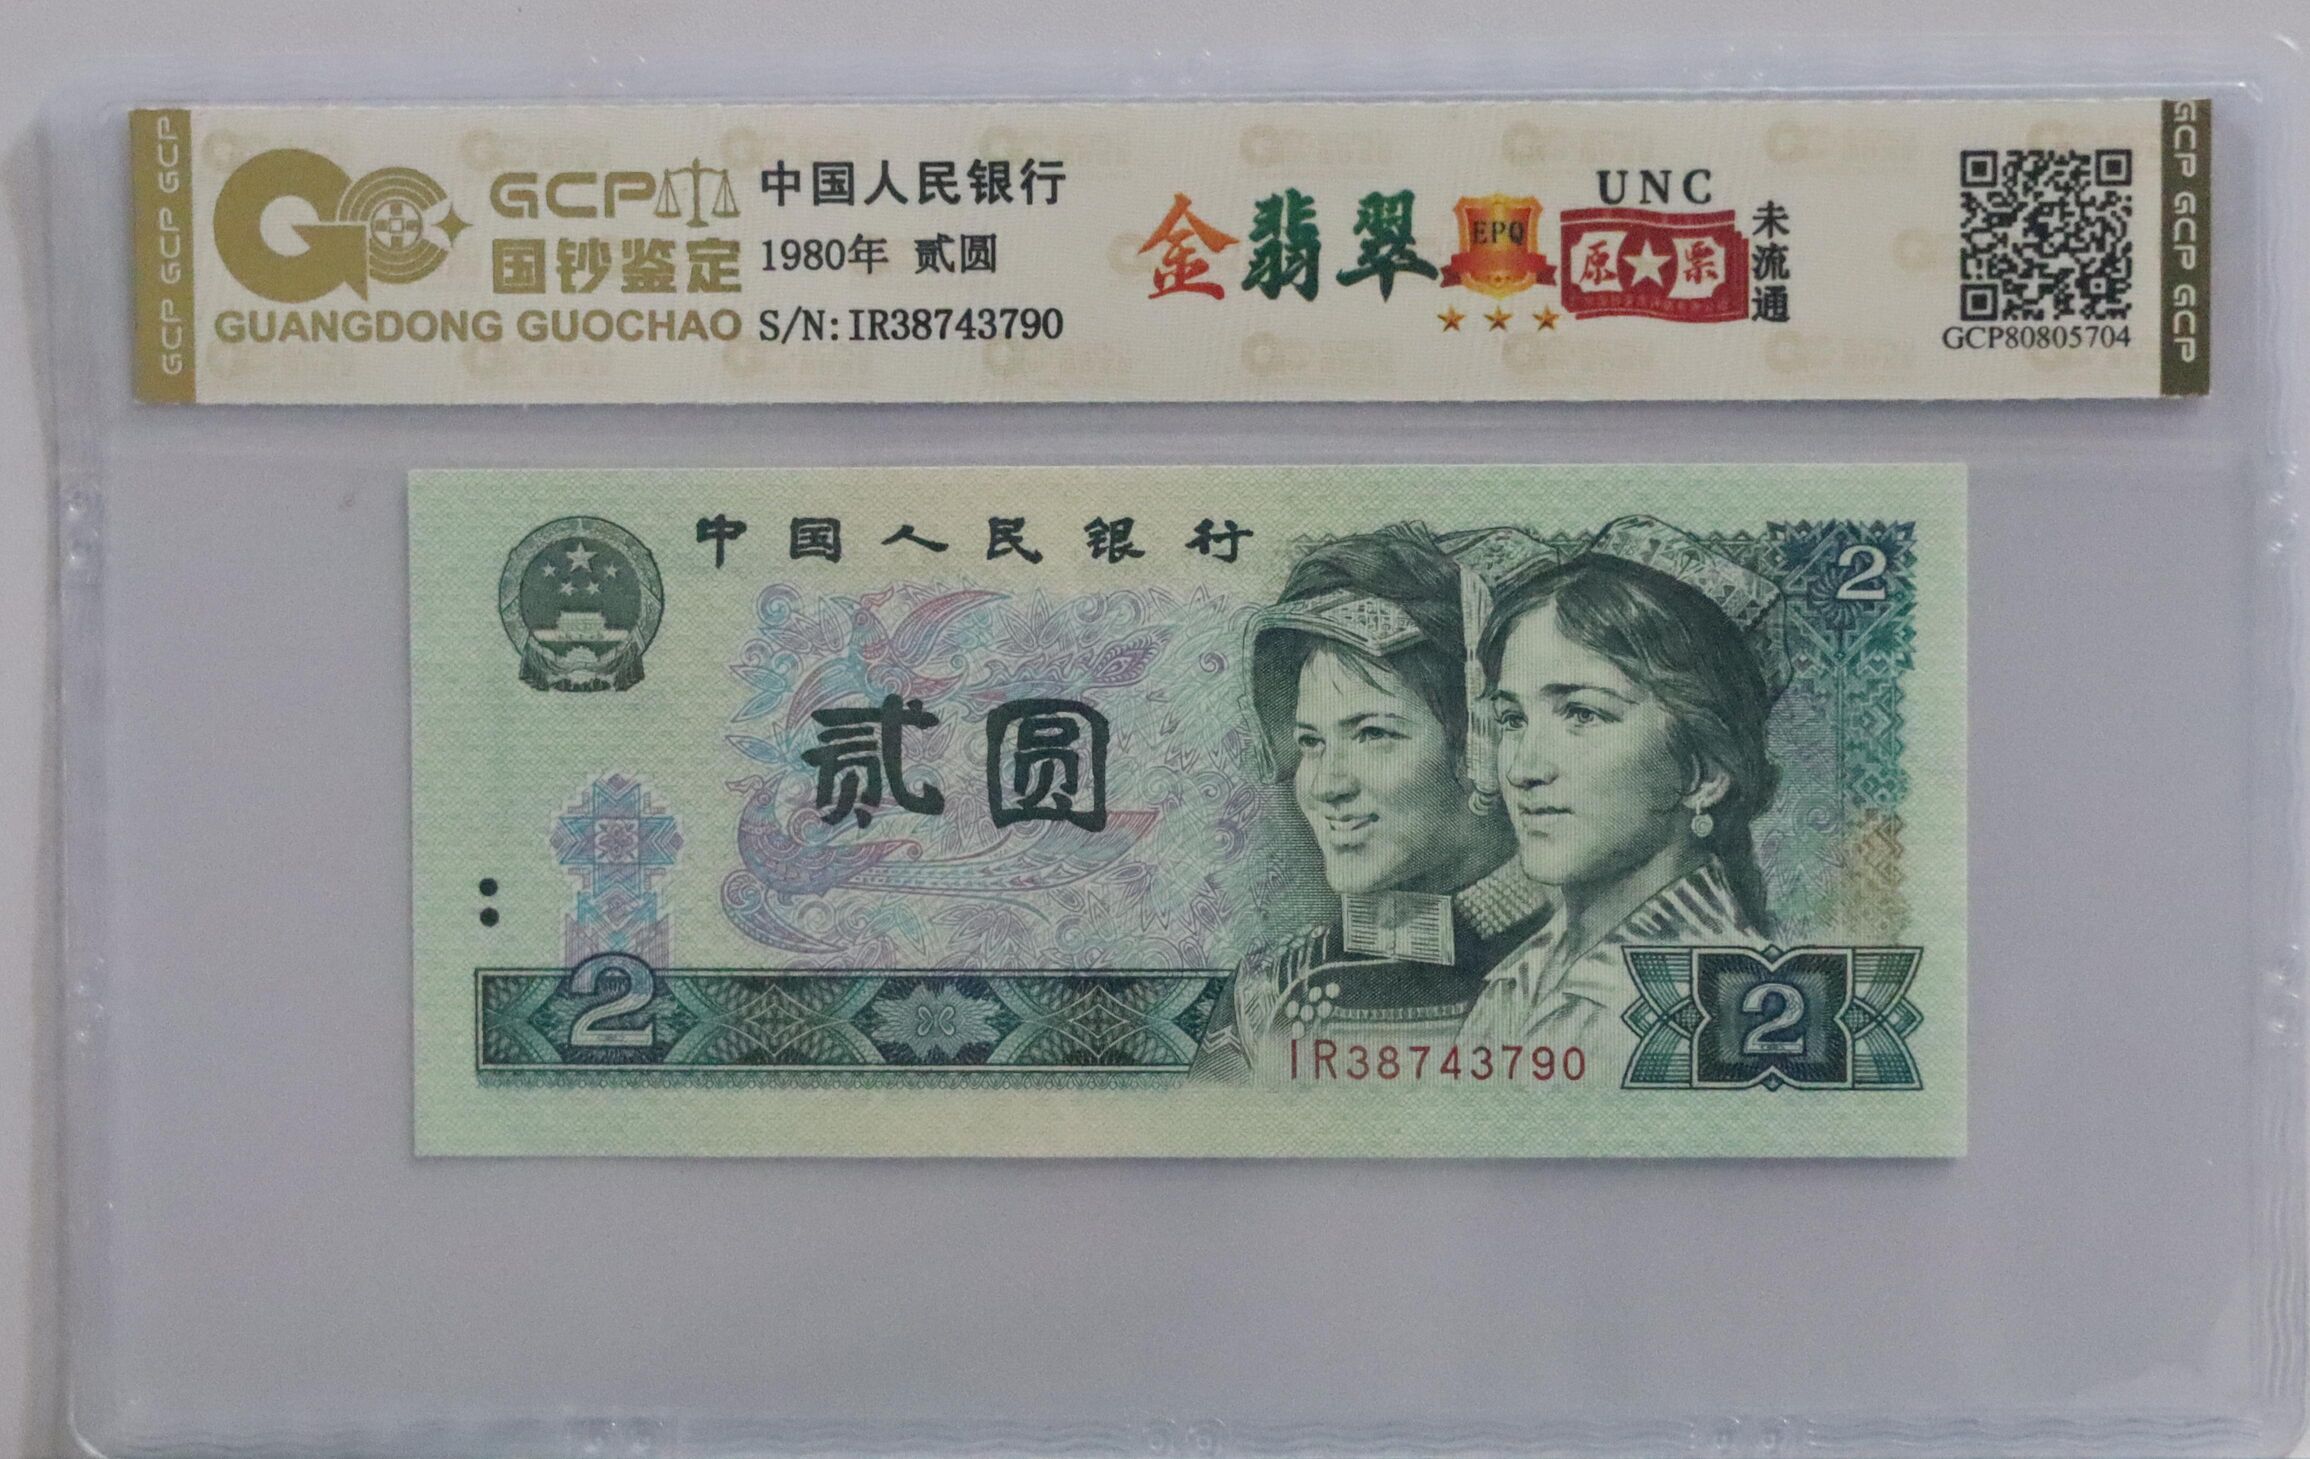 GCP GCP GCP
GCP
国钞鉴定
GUANGDONG GUOCHAO
中国人民银行
1980年 贰圆
S/N: IR38743790
金翡翠
EPQ
UNC
原票
未流通
GCP80805704
GCP GCP GCP
中国人民银行
2
贰圆
2
IR38743790
2